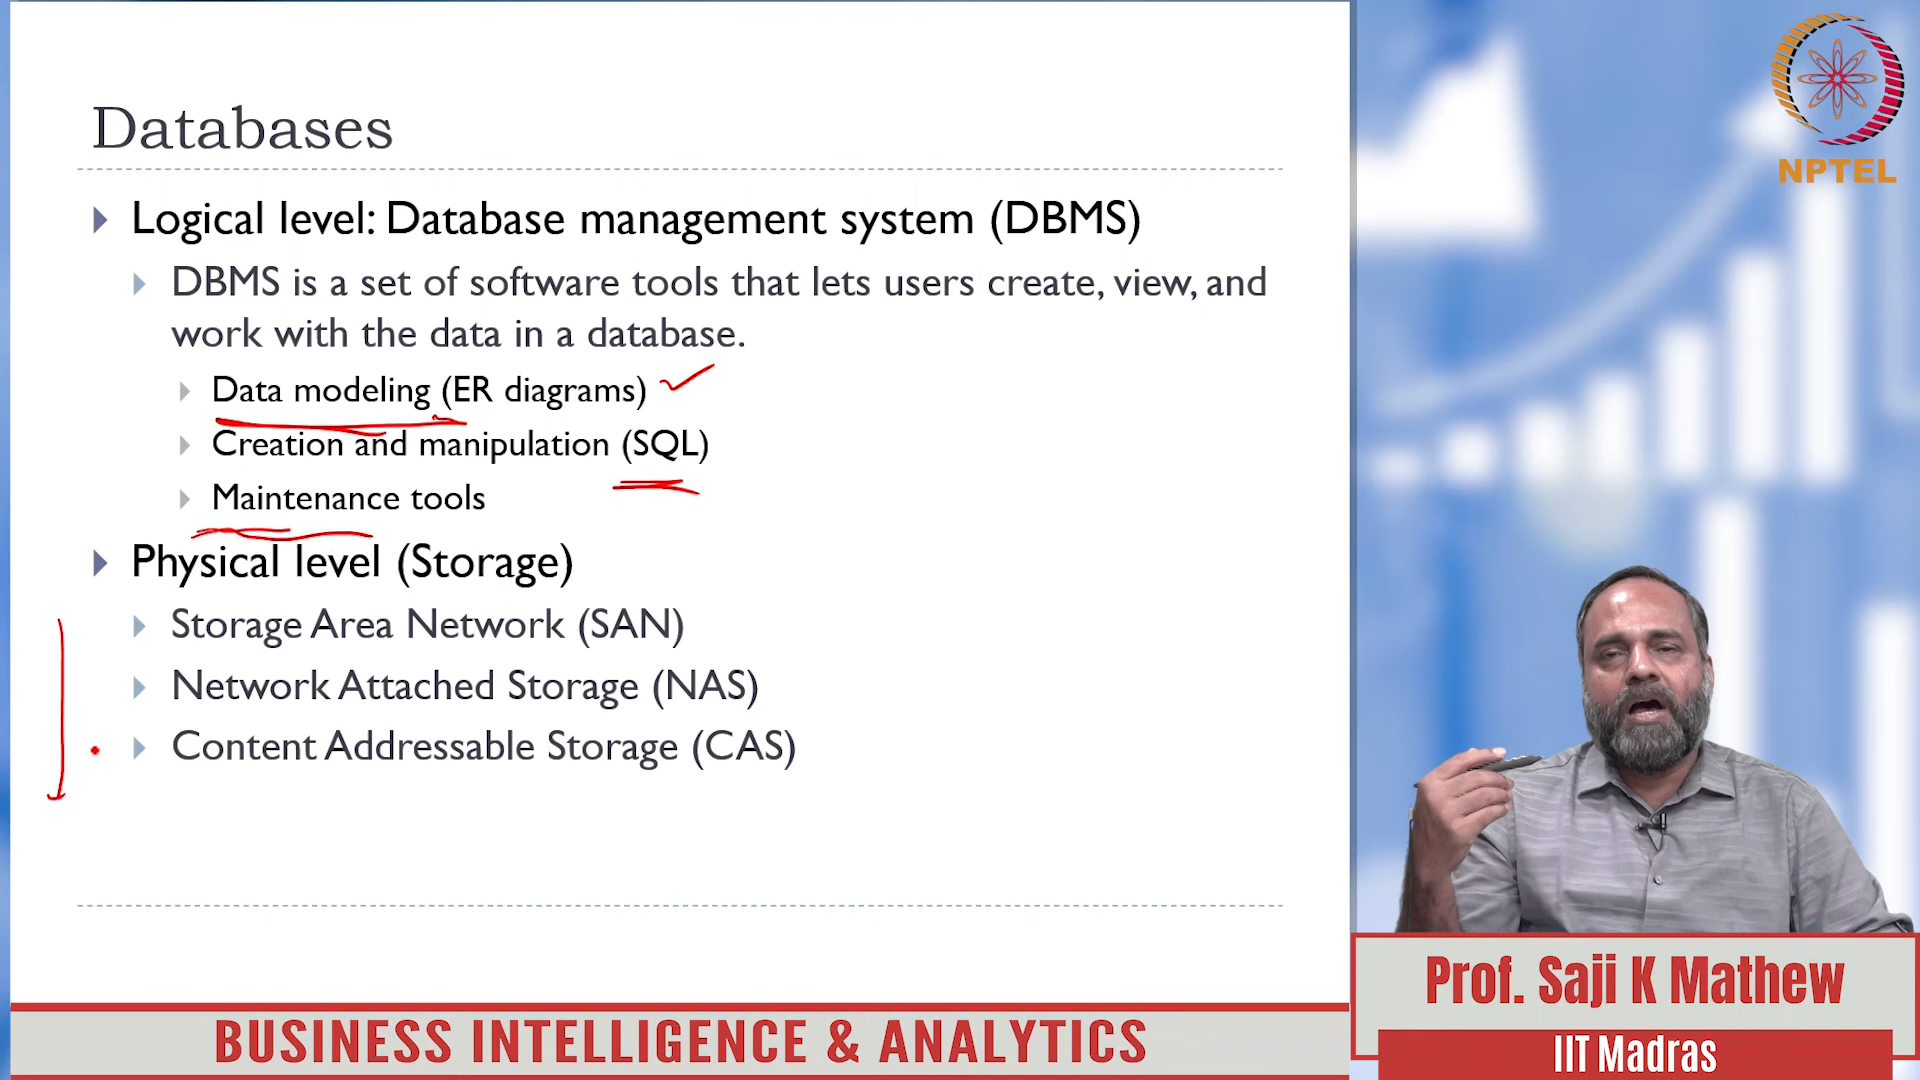 Databases
Logical level: Database management system (DBMS)
DBMS is a set of software tools that lets users create, view, and
work with the data in a database.
Data modeling (ER diagrams)
Creation and manipulation (SQL)
Maintenance tools
Physical level (Storage)
Storage Area Network (SAN)
Network Attached Storage (NAS)
Content Addressable Storage (CAS)
NPTEL
Prof. Saji K Mathew
IIT Madras
BUSINESS INTELLIGENCE & ANALYTICS